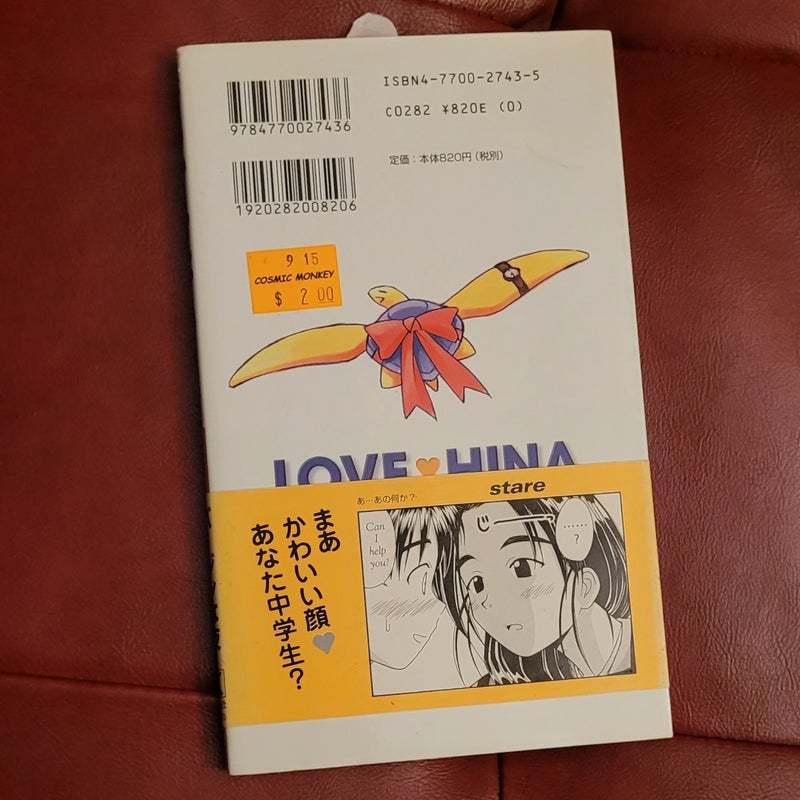 ISBN4-7700-2743-5
9784770027436
C0282 ¥820E (0)
定価：本体820円（税別）
1920282008206
9 15
COSMIC MONKEY
$ 2 00
LOVE HINA
stare
あ…あの何か？
まあ
かわいい顔
あなた中学生？
Can
I
help
you?
じーっ
……
?